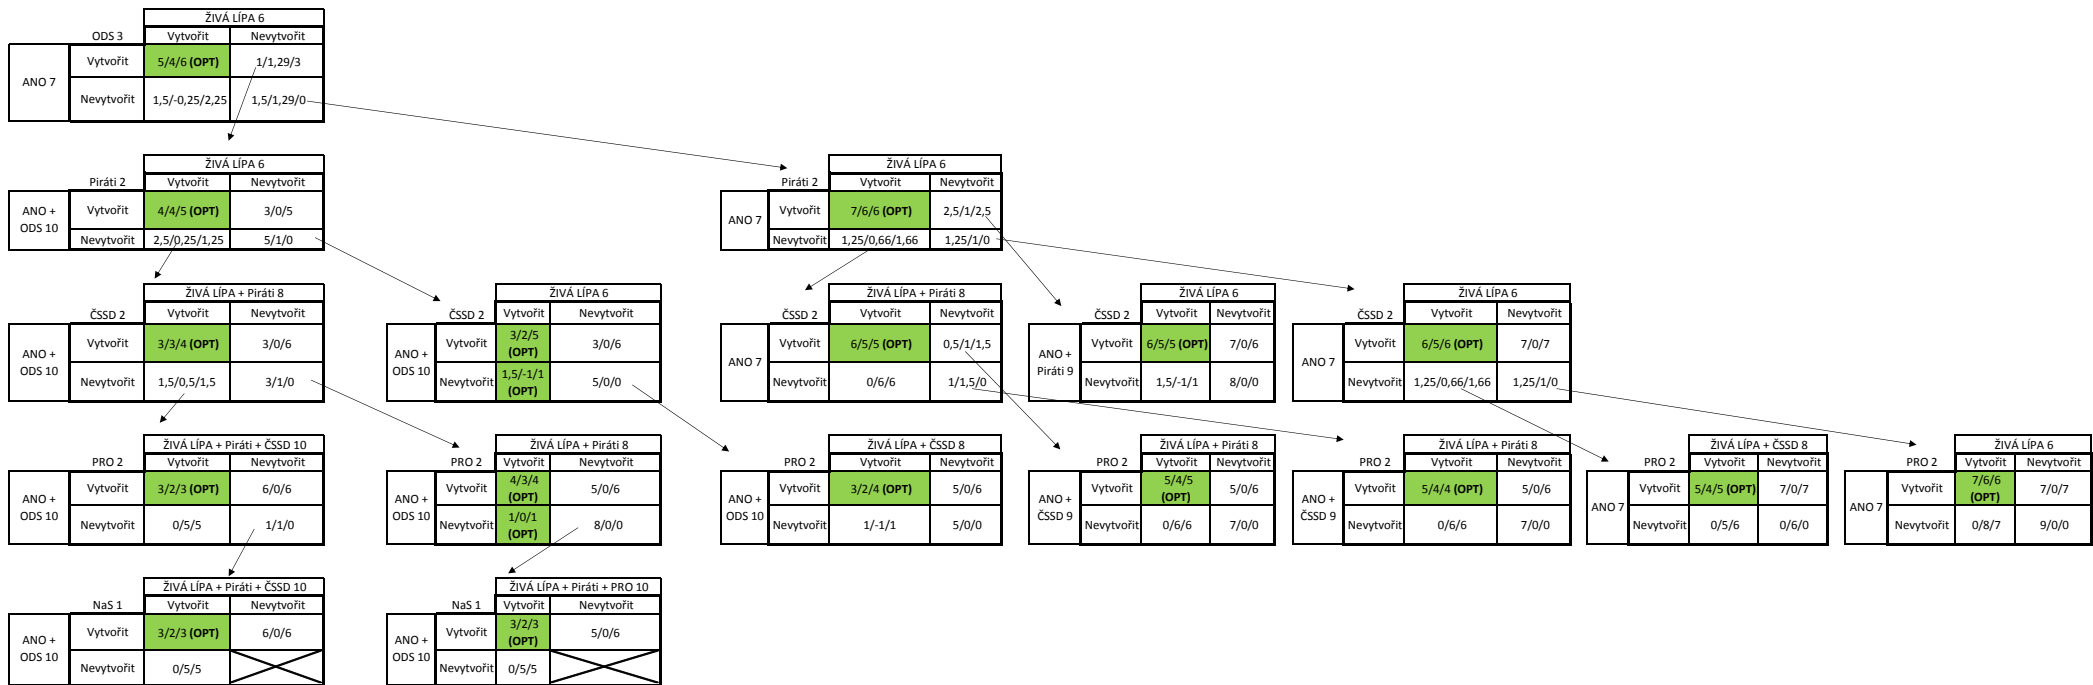 ŽIVÁ LÍPA 6
ODS 3 Vytvořit Nevytvořit
ANO 7 Vytvořit 5/4/6 (OPT) 1/1,29/3
Nevytvořit 1,5/-0,25/2,25 1,5/1,29/0
ŽIVÁ LÍPA 6
Piráti 2 Vytvořit Nevytvořit
ANO + ODS 10 Vytvořit 4/4/5 (OPT) 3/0/5
Nevytvořit 2,5/0,25/1,25 5/1/0
ŽIVÁ LÍPA 6
Piráti 2 Vytvořit Nevytvořit
ANO 7 Vytvořit 7/6/6 (OPT) 2,5/1/2,5
Nevytvořit 1,25/0,66/1,66 1,25/1/0
ŽIVÁ LÍPA + Piráti 8
ČSSD 2 Vytvořit Nevytvořit
ANO + ODS 10 Vytvořit 3/3/4 (OPT) 3/0/6
Nevytvořit 1,5/0,5/1,5 3/1/0
ŽIVÁ LÍPA 6
ČSSD 2 Vytvořit Nevytvořit
ANO + ODS 10 Vytvořit 3/2/5 (OPT) 3/0/6
Nevytvořit 1,5/-1/1 (OPT) 5/0/0
ŽIVÁ LÍPA + Piráti 8
ČSSD 2 Vytvořit Nevytvořit
ANO 7 Vytvořit 6/5/5 (OPT) 0,5/1/1,5
Nevytvořit 0/6/6 1/1,5/0
ŽIVÁ LÍPA 6
ČSSD 2 Vytvořit Nevytvořit
ANO + Piráti 9 Vytvořit 6/5/5 (OPT) 7/0/6
Nevytvořit 1,5/-1/1 8/0/0
ŽIVÁ LÍPA 6
ČSSD 2 Vytvořit Nevytvořit
ANO 7 Vytvořit 6/5/6 (OPT) 7/0/7
Nevytvořit 1,25/0,66/1,66 1,25/1/0
ŽIVÁ LÍPA + Piráti + ČSSD 10
PRO 2 Vytvořit Nevytvořit
ANO + ODS 10 Vytvořit 3/2/3 (OPT) 6/0/6
Nevytvořit 0/5/5 1/1/0
ŽIVÁ LÍPA + Piráti 8
PRO 2 Vytvořit Nevytvořit
ANO + ODS 10 Vytvořit 4/3/4 (OPT) 5/0/6
Nevytvořit 1/0/1 (OPT) 8/0/0
ŽIVÁ LÍPA + ČSSD 8
PRO 2 Vytvořit Nevytvořit
ANO + ODS 10 Vytvořit 3/2/4 (OPT) 5/0/6
Nevytvořit 1/-1/1 5/0/0
ŽIVÁ LÍPA + Piráti 8
PRO 2 Vytvořit Nevytvořit
ANO + ČSSD 9 Vytvořit 5/4/5 (OPT) 5/0/6
Nevytvořit 0/6/6 7/0/0
ŽIVÁ LÍPA + Piráti 8
PRO 2 Vytvořit Nevytvořit
ANO + ČSSD 9 Vytvořit 5/4/4 (OPT) 5/0/6
Nevytvořit 0/6/6 7/0/0
ŽIVÁ LÍPA + ČSSD 8
PRO 2 Vytvořit Nevytvořit
ANO 7 Vytvořit 5/4/5 (OPT) 7/0/7
Nevytvořit 0/5/6 0/6/0
ŽIVÁ LÍPA 6
PRO 2 Vytvořit Nevytvořit
ANO 7 Vytvořit 7/6/6 (OPT) 7/0/7
Nevytvořit 0/8/7 9/0/0
ŽIVÁ LÍPA + Piráti + ČSSD 10
NaS 1 Vytvořit Nevytvořit
ANO + ODS 10 Vytvořit 3/2/3 (OPT) 6/0/6
Nevytvořit 0/5/5
ŽIVÁ LÍPA + Piráti + PRO 10
NaS 1 Vytvořit Nevytvořit
ANO + ODS 10 Vytvořit 3/2/3 (OPT) 5/0/6
Nevytvořit 0/5/5